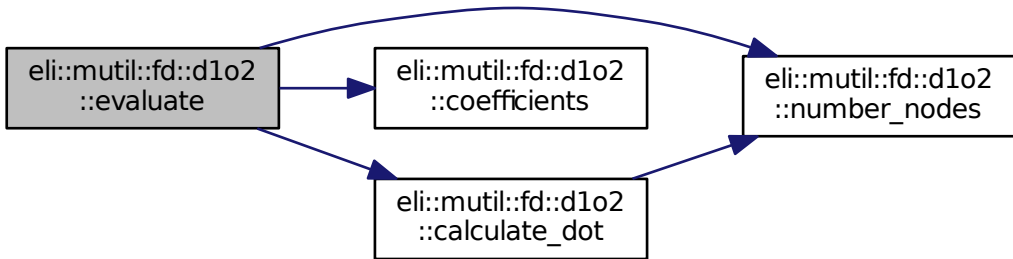 eli::mutil::fd::d1o2
::evaluate
eli::mutil::fd::d1o2
::coefficients
eli::mutil::fd::d1o2
::number_nodes
eli::mutil::fd::d1o2
::calculate_dot